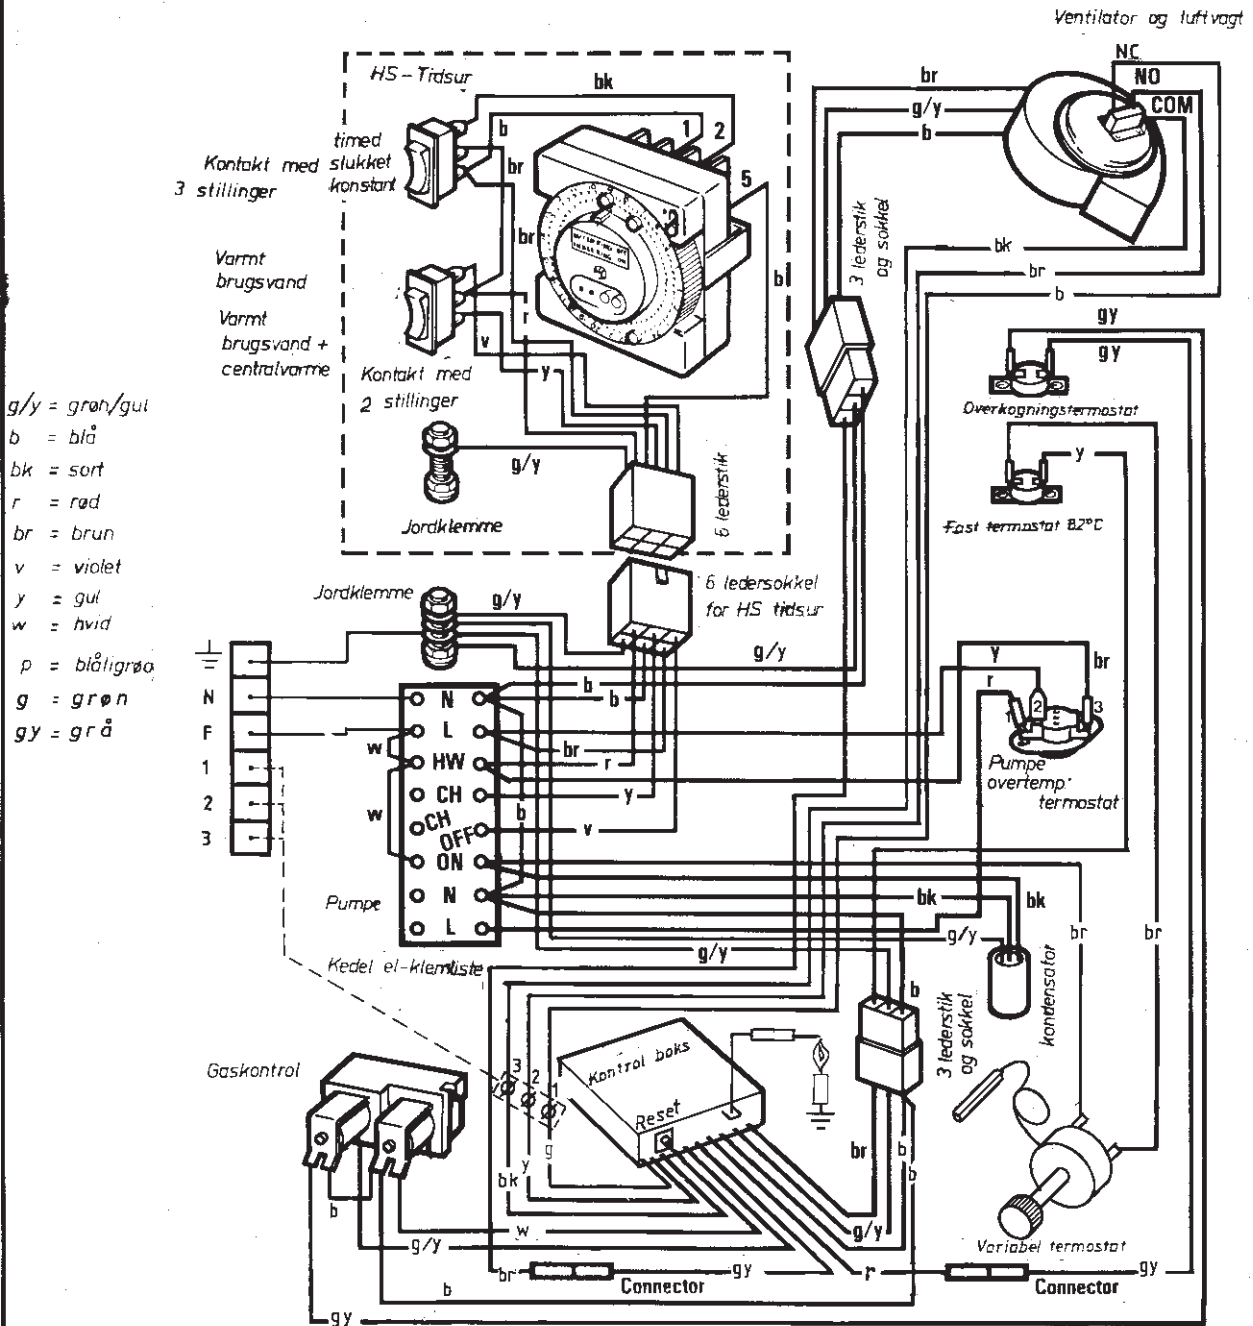 Ventilator og luftvagt
NC
NO
COM
br
g/y
b
HS-Tidsur
bk
b
1
2
5
br
timed
slukket
konstant
Kontakt med
3 stillinger
3 lederstik
og sokkel
bk
br
b
br
b
Varmt
brugsvand
Varmt
brugsvand +
centralvarme
r
v
y
Kontakt med
2 stillinger
gy
gy
Overkogningstermostat
y
Fast termostat 82°C
g/y = grøn/gul
b = blå
bk = sort
r = rød
br = brun
v = violet
y = gul
w = hvid
p = blåligrød
g = grøn
gy = grå
g/y
Jordklemme
6 lederstik
Jordklemme
g/y
6 ledersokkel
for HS tidsur
g/y
N
F
1
2
3
N
L
HW
CH
CH
OFF
ON
N
L
w
w
b
b
br
r
y
b
v
y
r
br
1
2
3
Pumpe
overtemp.
termostat
Pumpe
Kedel el-klemliste
bk
bk
g/y
g/y
br
br
b
3 lederstik
og sokkel
kondensator
Gaskontrol
3
2
1
Kontrol boks
Reset
g
y
bk
br
b
b
b
w
g/y
g/y
Variabel termostat
br
Connector
gy
r
Connector
gy
b
gy